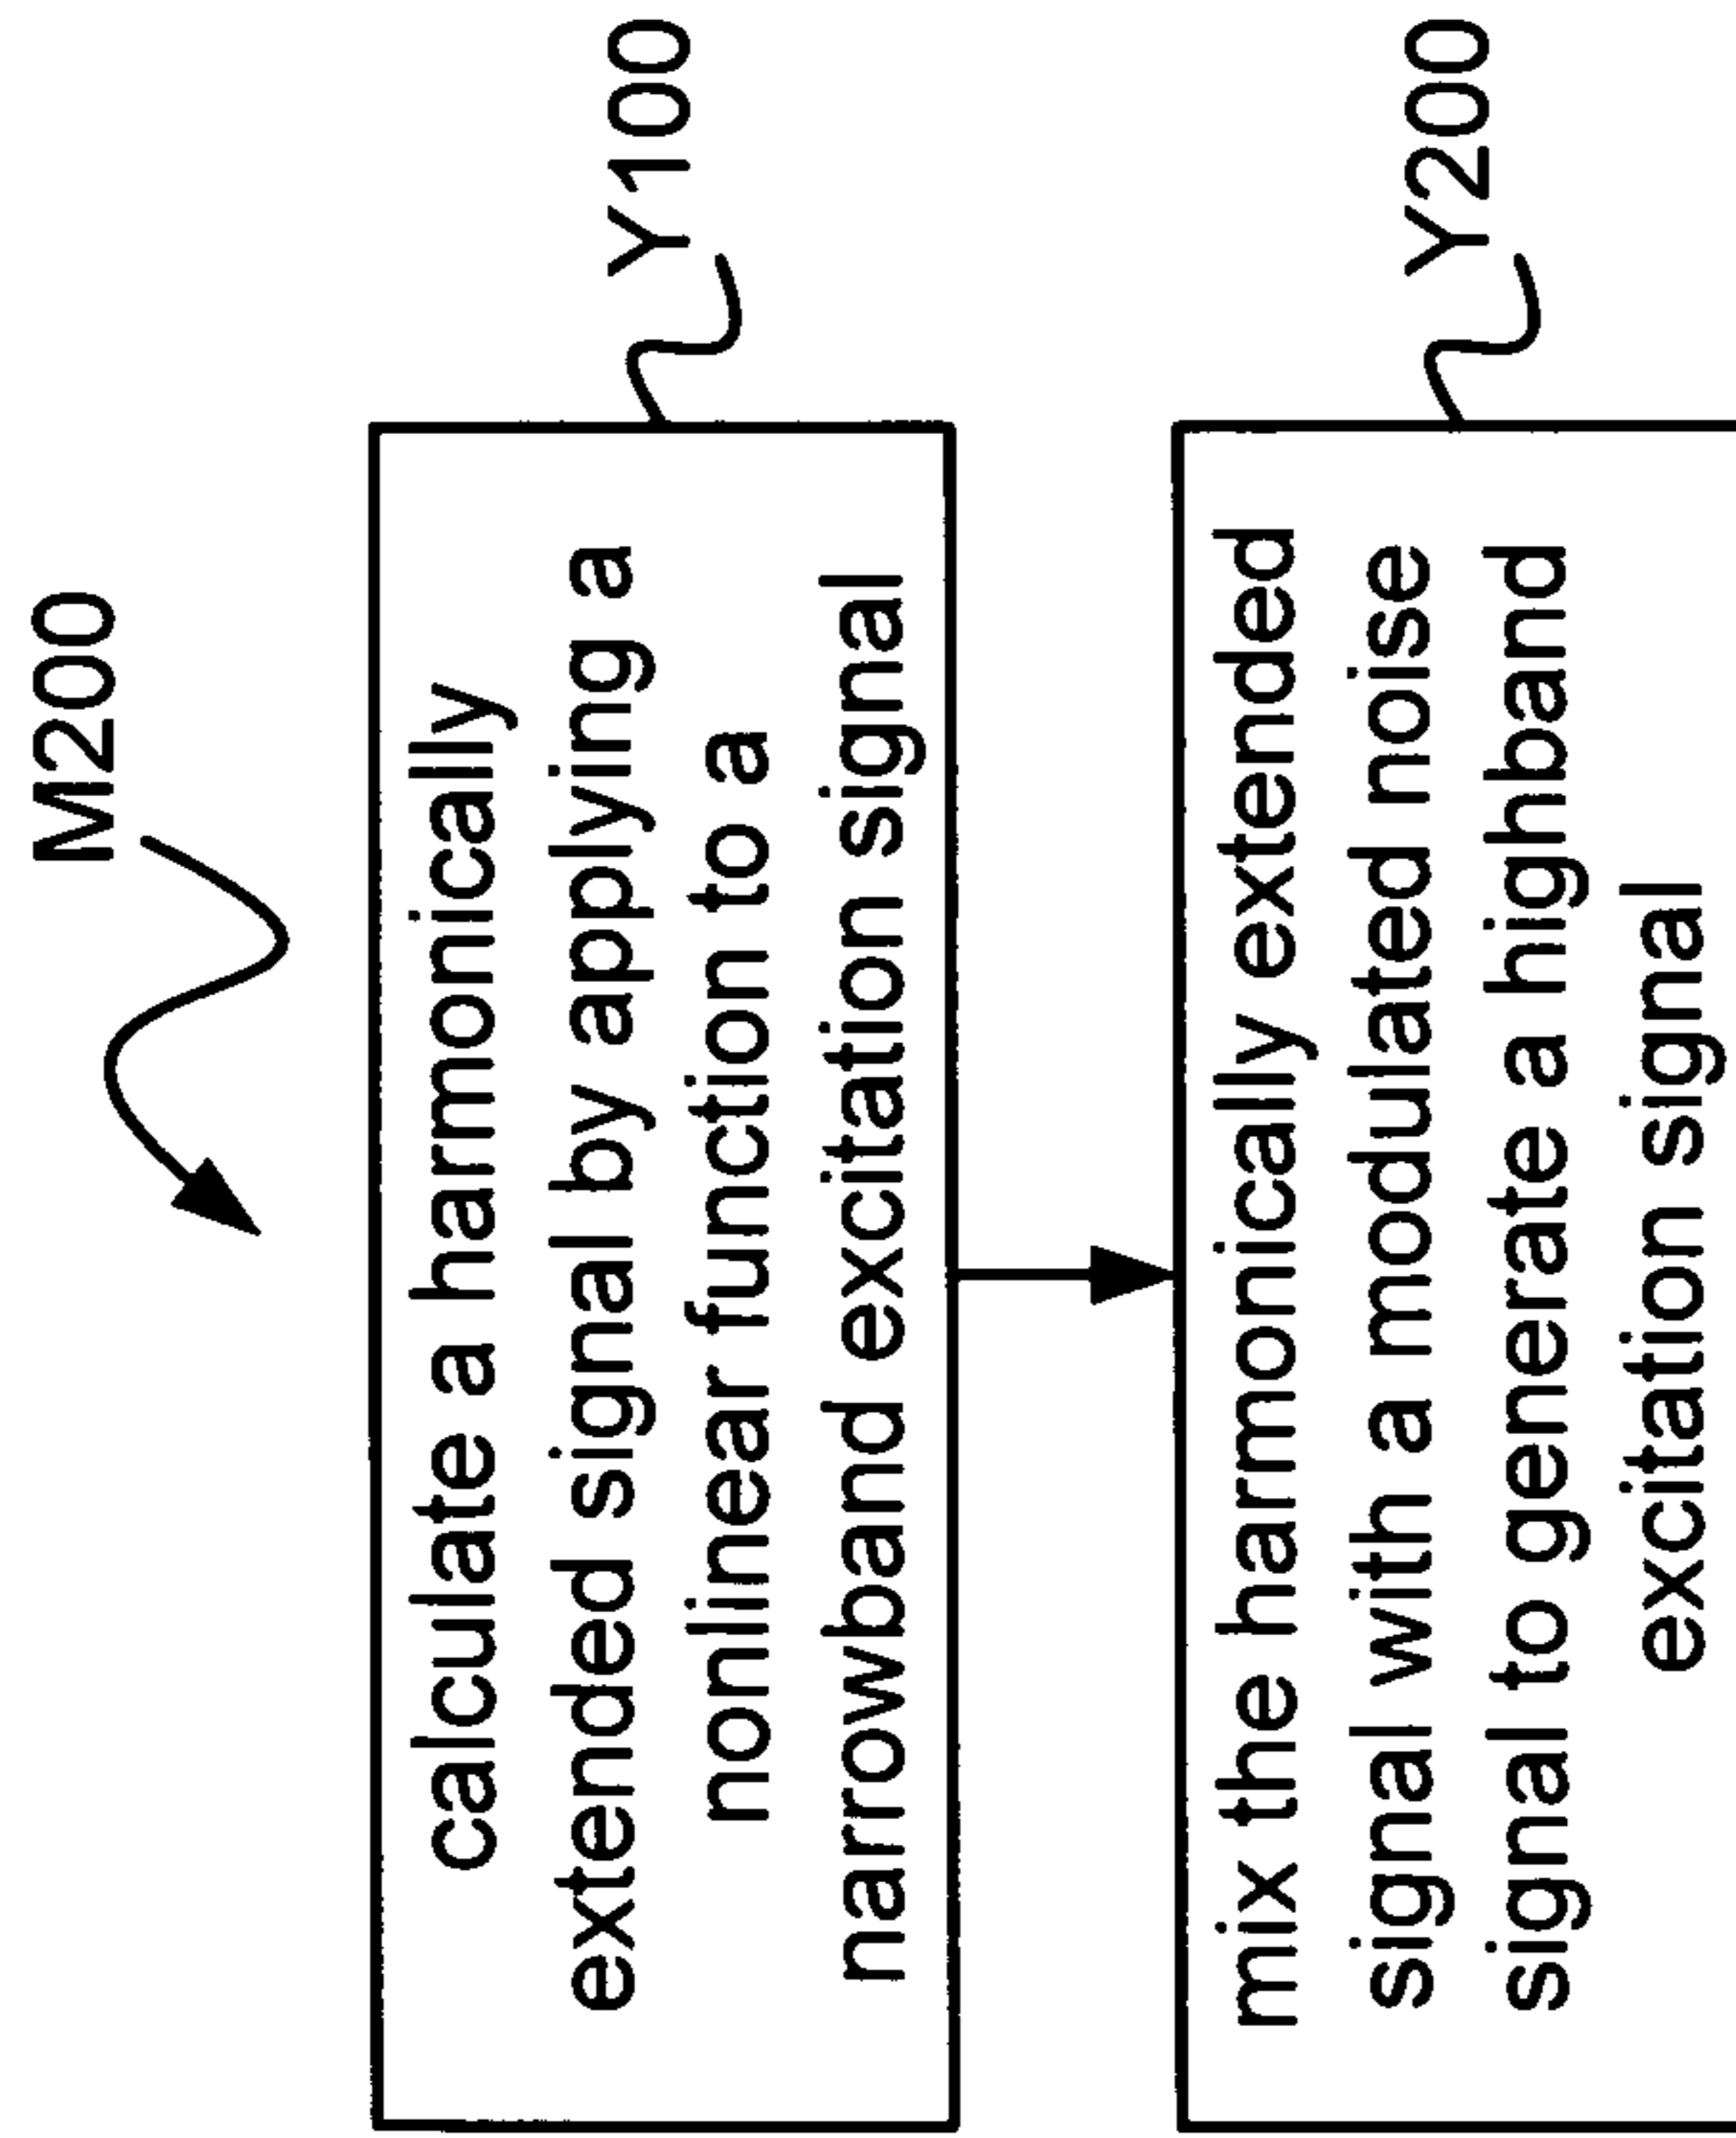 M200
calculate a harmonically
extended signal by applying a
nonlinear function to a
narrowband excitation signal
Y100
mix the harmonically extended
signal with a modulated noise
signal to generate a highband
excitation signal
Y200